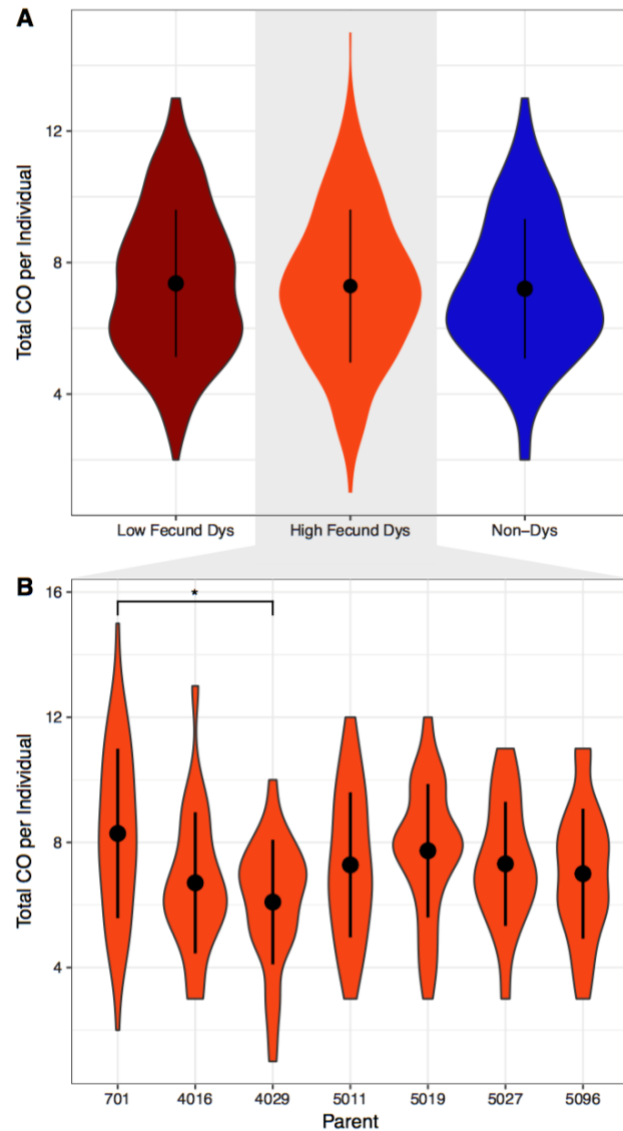 A
Total CO per Individual
12
8
4
Low Fecund Dys High Fecund Dys Non–Dys
B
Total CO per Individual
16
*
12
8
4
701 4016 4029 5011 5019 5027 5096
Parent